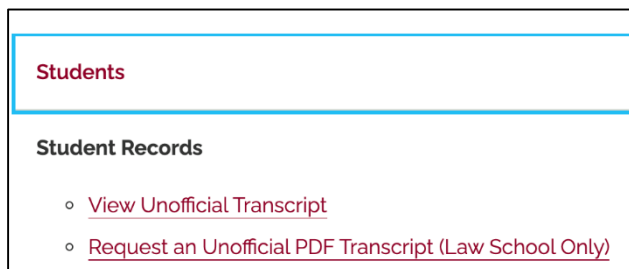 Students
Student Records
View Unofficial Transcript
Request an Unofficial PDF Transcript (Law School Only)